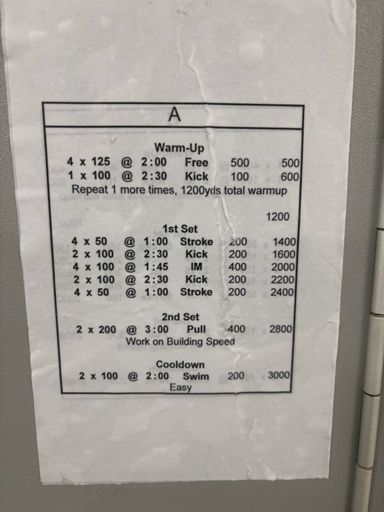 A
Warm-Up
4 x 125 @ 2:00 Free 500 500
1 x 100 @ 2:30 Kick 100 600
Repeat 1 more times, 1200yds total warmup
1200
1st Set
4 x 50 @ 1:00 Stroke 200 1400
2 x 100 @ 2:30 Kick 200 1600
4 x 100 @ 1:45 IM 400 2000
2 x 100 @ 2:30 Kick 200 2200
4 x 50 @ 1:00 Stroke 200 2400
2nd Set
2 x 200 @ 3:00 Pull 400 2800
Work on Building Speed
Cooldown
2 x 100 @ 2:00 Swim 200 3000
Easy